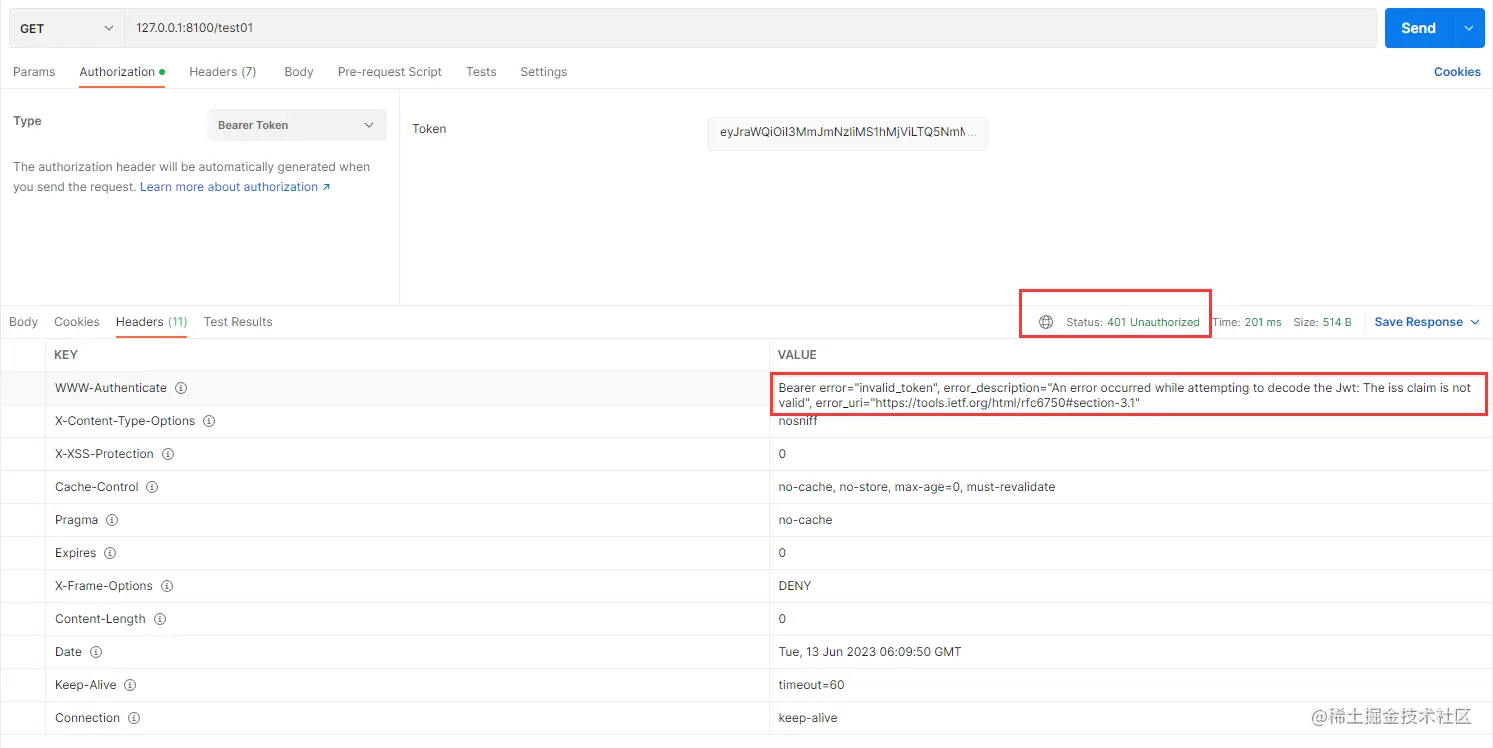 GET 127.0.0.1:8100/test01 Send
Params Authorization Headers (7) Body Pre-request Script Tests Settings Cookies
Type Bearer Token Token eyJraWQiOiI3MmJmNzliMS1hMjViLTQ5NmM...
The authorization header will be automatically generated when
you send the request. Learn more about authorization ↗
Body Cookies Headers (11) Test Results Status: 401 Unauthorized Time: 201 ms Size: 514 B Save Response
KEY VALUE
WWW-Authenticate Bearer error="invalid_token", error_description="An error occurred while attempting to decode the Jwt: The iss claim is not
valid", error_uri="https://tools.ietf.org/html/rfc6750#section-3.1"
X-Content-Type-Options nosniff
X-XSS-Protection 0
Cache-Control no-cache, no-store, max-age=0, must-revalidate
Pragma no-cache
Expires 0
X-Frame-Options DENY
Content-Length 0
Date Tue, 13 Jun 2023 06:09:50 GMT
Keep-Alive timeout=60
Connection keep-alive
@稀土掘金技术社区